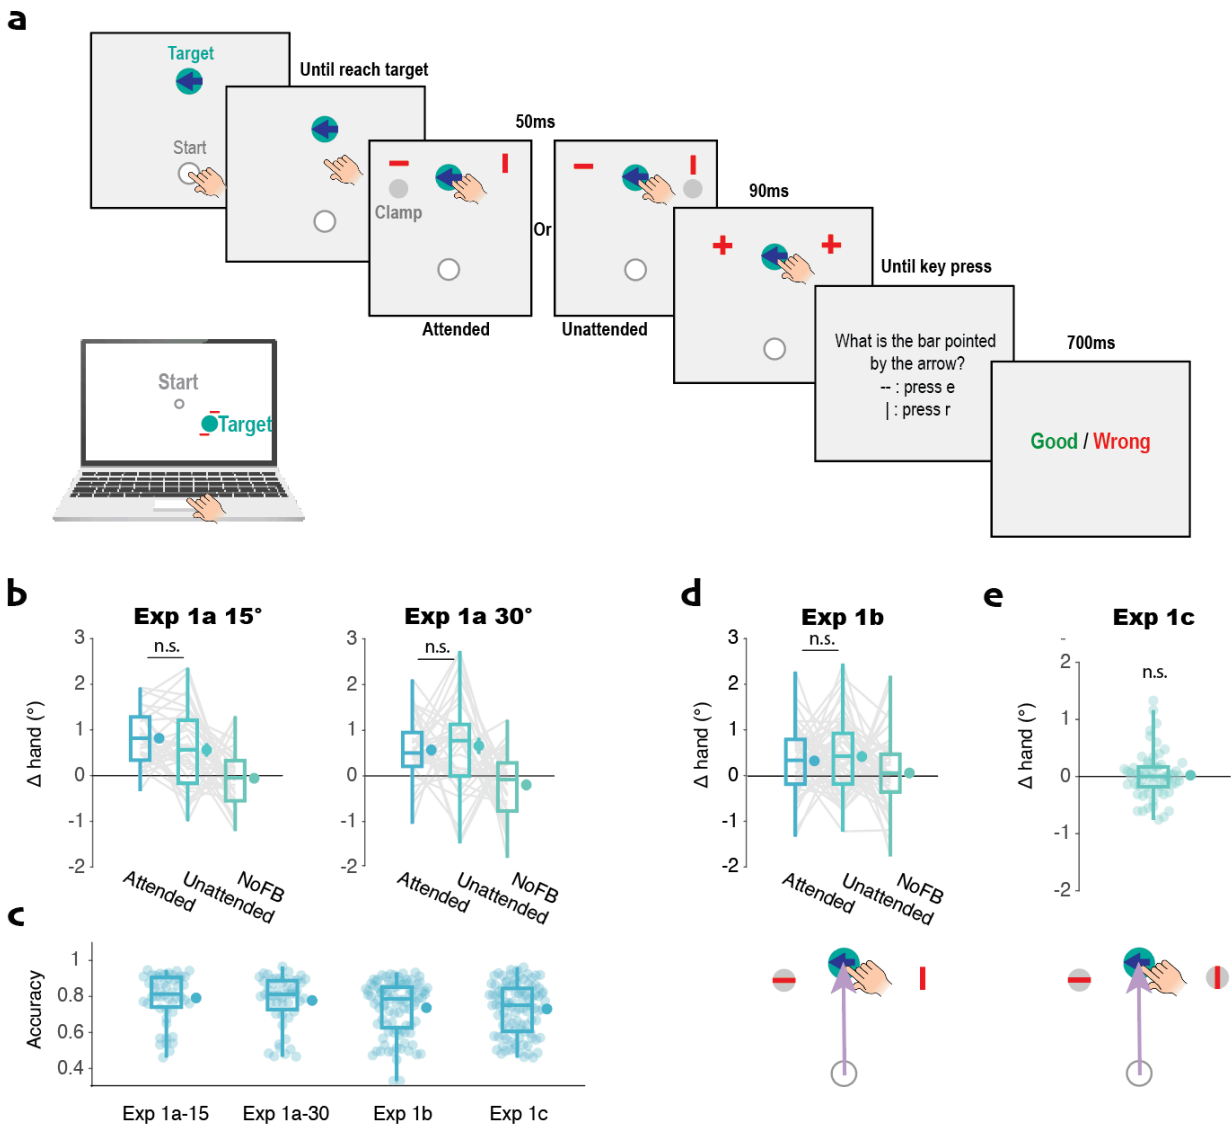 a
Target
Start
Until reach target
50ms
Clamp
Or
Attended
Unattended
90ms
Until key press
What is the bar pointed
by the arrow?
-- : press e
| : press r
700ms
Good / Wrong
Start
Target
b
Exp 1a 15°
n.s.
Δ hand (°)
3
2
1
0
-1
-2
Attended
Unattended
NoFB
Exp 1a 30°
n.s.
Δ hand (°)
3
2
1
0
-1
-2
Attended
Unattended
NoFB
c
Accuracy
1
0.8
0.6
0.4
Exp 1a-15
Exp 1a-30
Exp 1b
Exp 1c
d
Exp 1b
n.s.
Δ hand (°)
3
2
1
0
-1
-2
Attended
Unattended
NoFB
e
Exp 1c
n.s.
Δ hand (°)
2
1
0
-1
-2